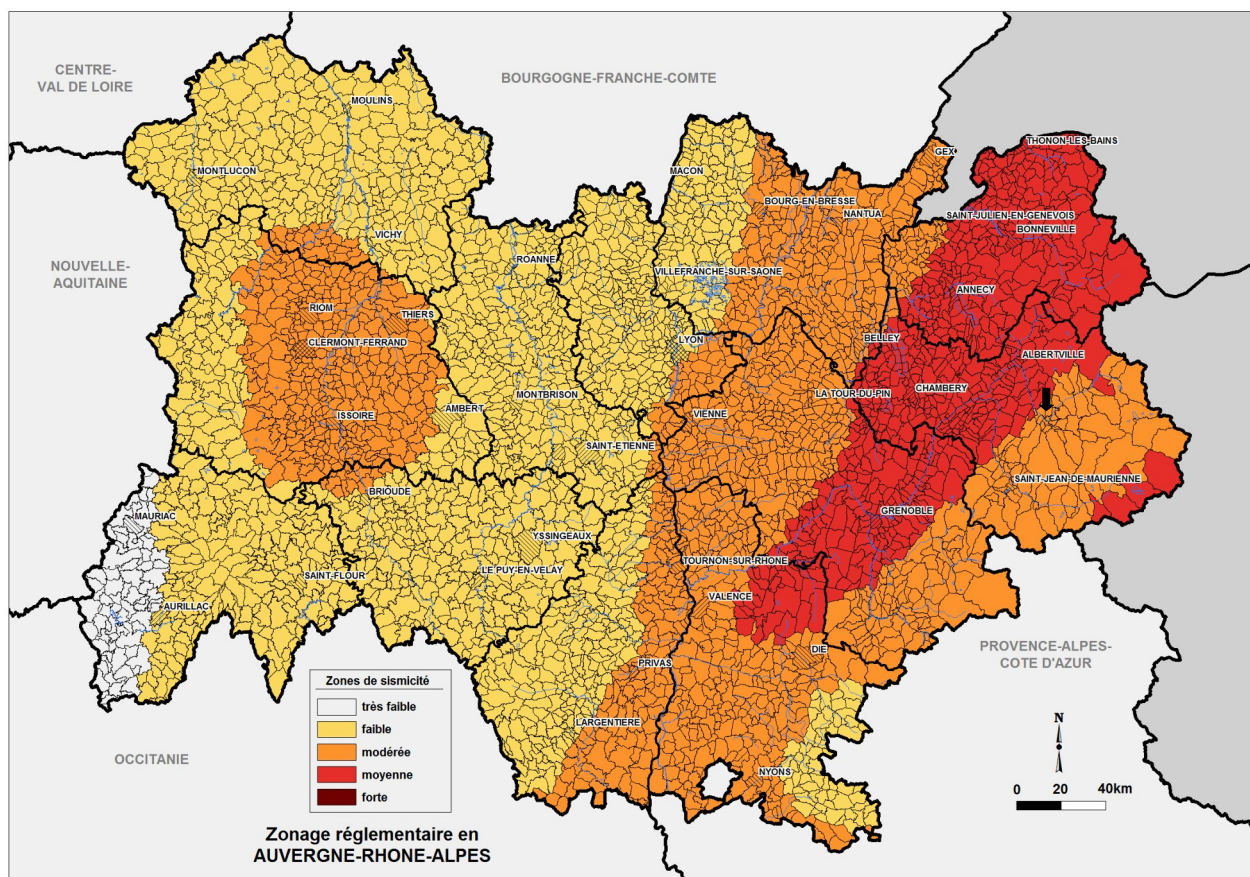 CENTRE-
VAL DE LOIRE
BOURGOGNE-FRANCHE-COMTE
MOULINS
THONON-LES-BAINS
GEX
MONTLUCON
MACON
BOURG-EN-BRESSE
NANTUA
SAINT-JULIEN-EN-GENEVOIS
BONNEVILLE
VICHY
ROANNE
NOUVELLE-
AQUITAINE
VILLEFRANCHE-SUR-SAONE
ANNECY
RIOM
THIERS
CLERMONT-FERRAND
LYON
BELLEY
ALBERTVILLE
CHAMBERY
LA TOUR-DU-PIN
MONTBRISON
AMBERT
VIENNE
ISSOIRE
SAINT-ETIENNE
SAINT-JEAN-DE-MAURIENNE
BRIOUDE
MAURIAC
GRENOBLE
YSSINGEAUX
TOURNON-SUR-RHONE
LE PUY-EN-VELAY
SAINT-FLOUR
VALENCE
AURILLAC
DIE
PRIVAS
PROVENCE-ALPES-
COTE D'AZUR
LARGENTIERE
NYONS
OCCITANIE
Zones de sismicité
très faible
faible
modérée
moyenne
forte
N
0 20 40km
Zonage réglementaire en
AUVERGNE-RHONE-ALPES